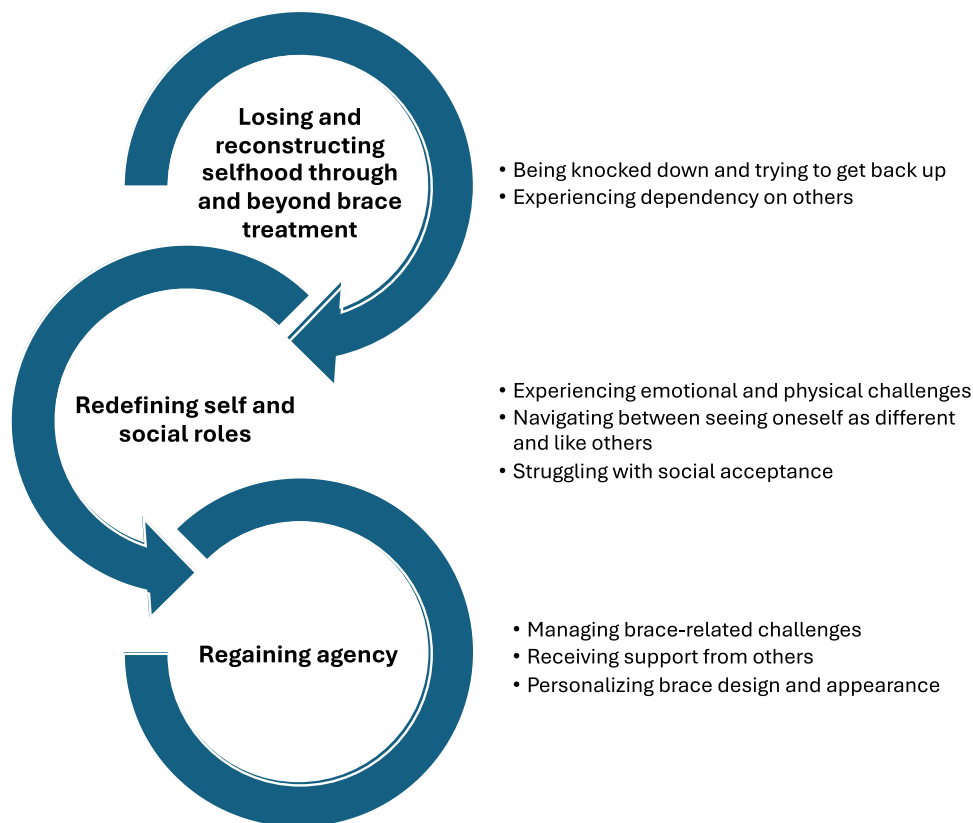 Losing and
reconstructing
selfhood through
and beyond brace
treatment
• Being knocked down and trying to get back up
• Experiencing dependency on others
Redefining self and
social roles
• Experiencing emotional and physical challenges
• Navigating between seeing oneself as different
and like others
• Struggling with social acceptance
Regaining agency
• Managing brace-related challenges
• Receiving support from others
• Personalizing brace design and appearance